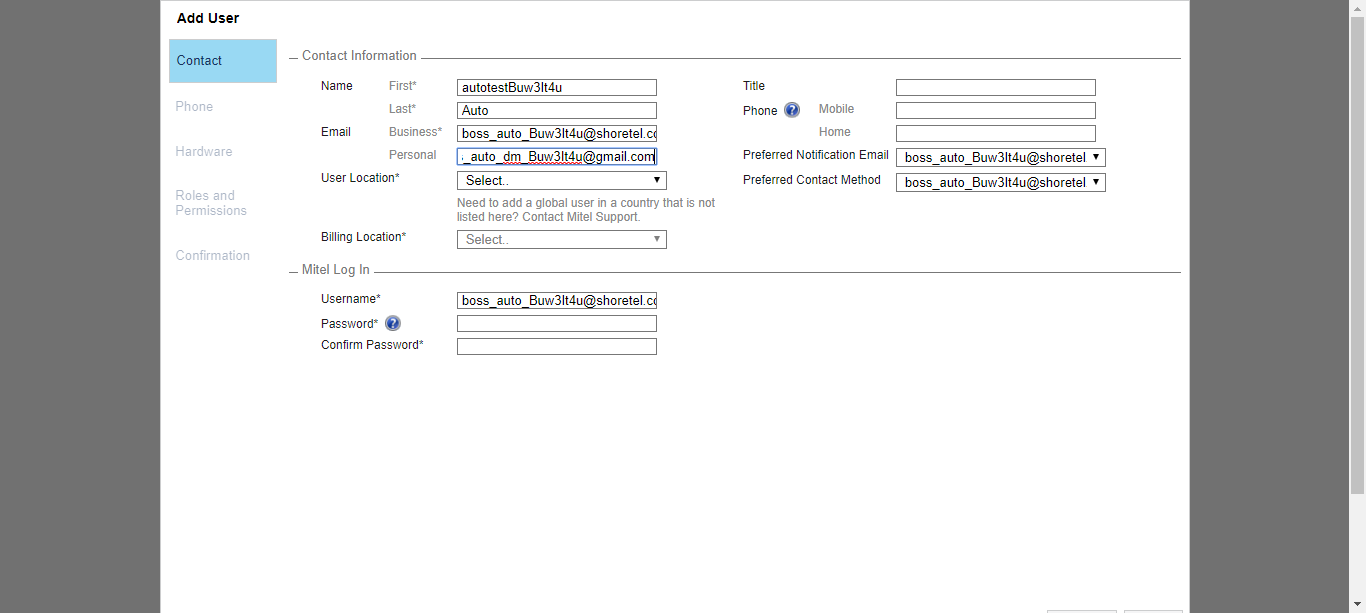 Add User
Contact
Phone
Hardware
Roles and
Permissions
Confirmation
Contact Information
Name First* autotestBuw3lt4u
Last* Auto
Email Business* boss_auto_Buw3lt4u@shoretel.co
Personal _auto_dm_Buw3lt4u@gmail.com
User Location* Select..
Need to add a global user in a country that is not
listed here? Contact Mitel Support.
Billing Location* Select..
Title
Phone ? Mobile
Home
Preferred Notification Email boss_auto_Buw3lt4u@shoretel
Preferred Contact Method boss_auto_Buw3lt4u@shoretel
Mitel Log In
Username* boss_auto_Buw3lt4u@shoretel.co
Password* ?
Confirm Password*